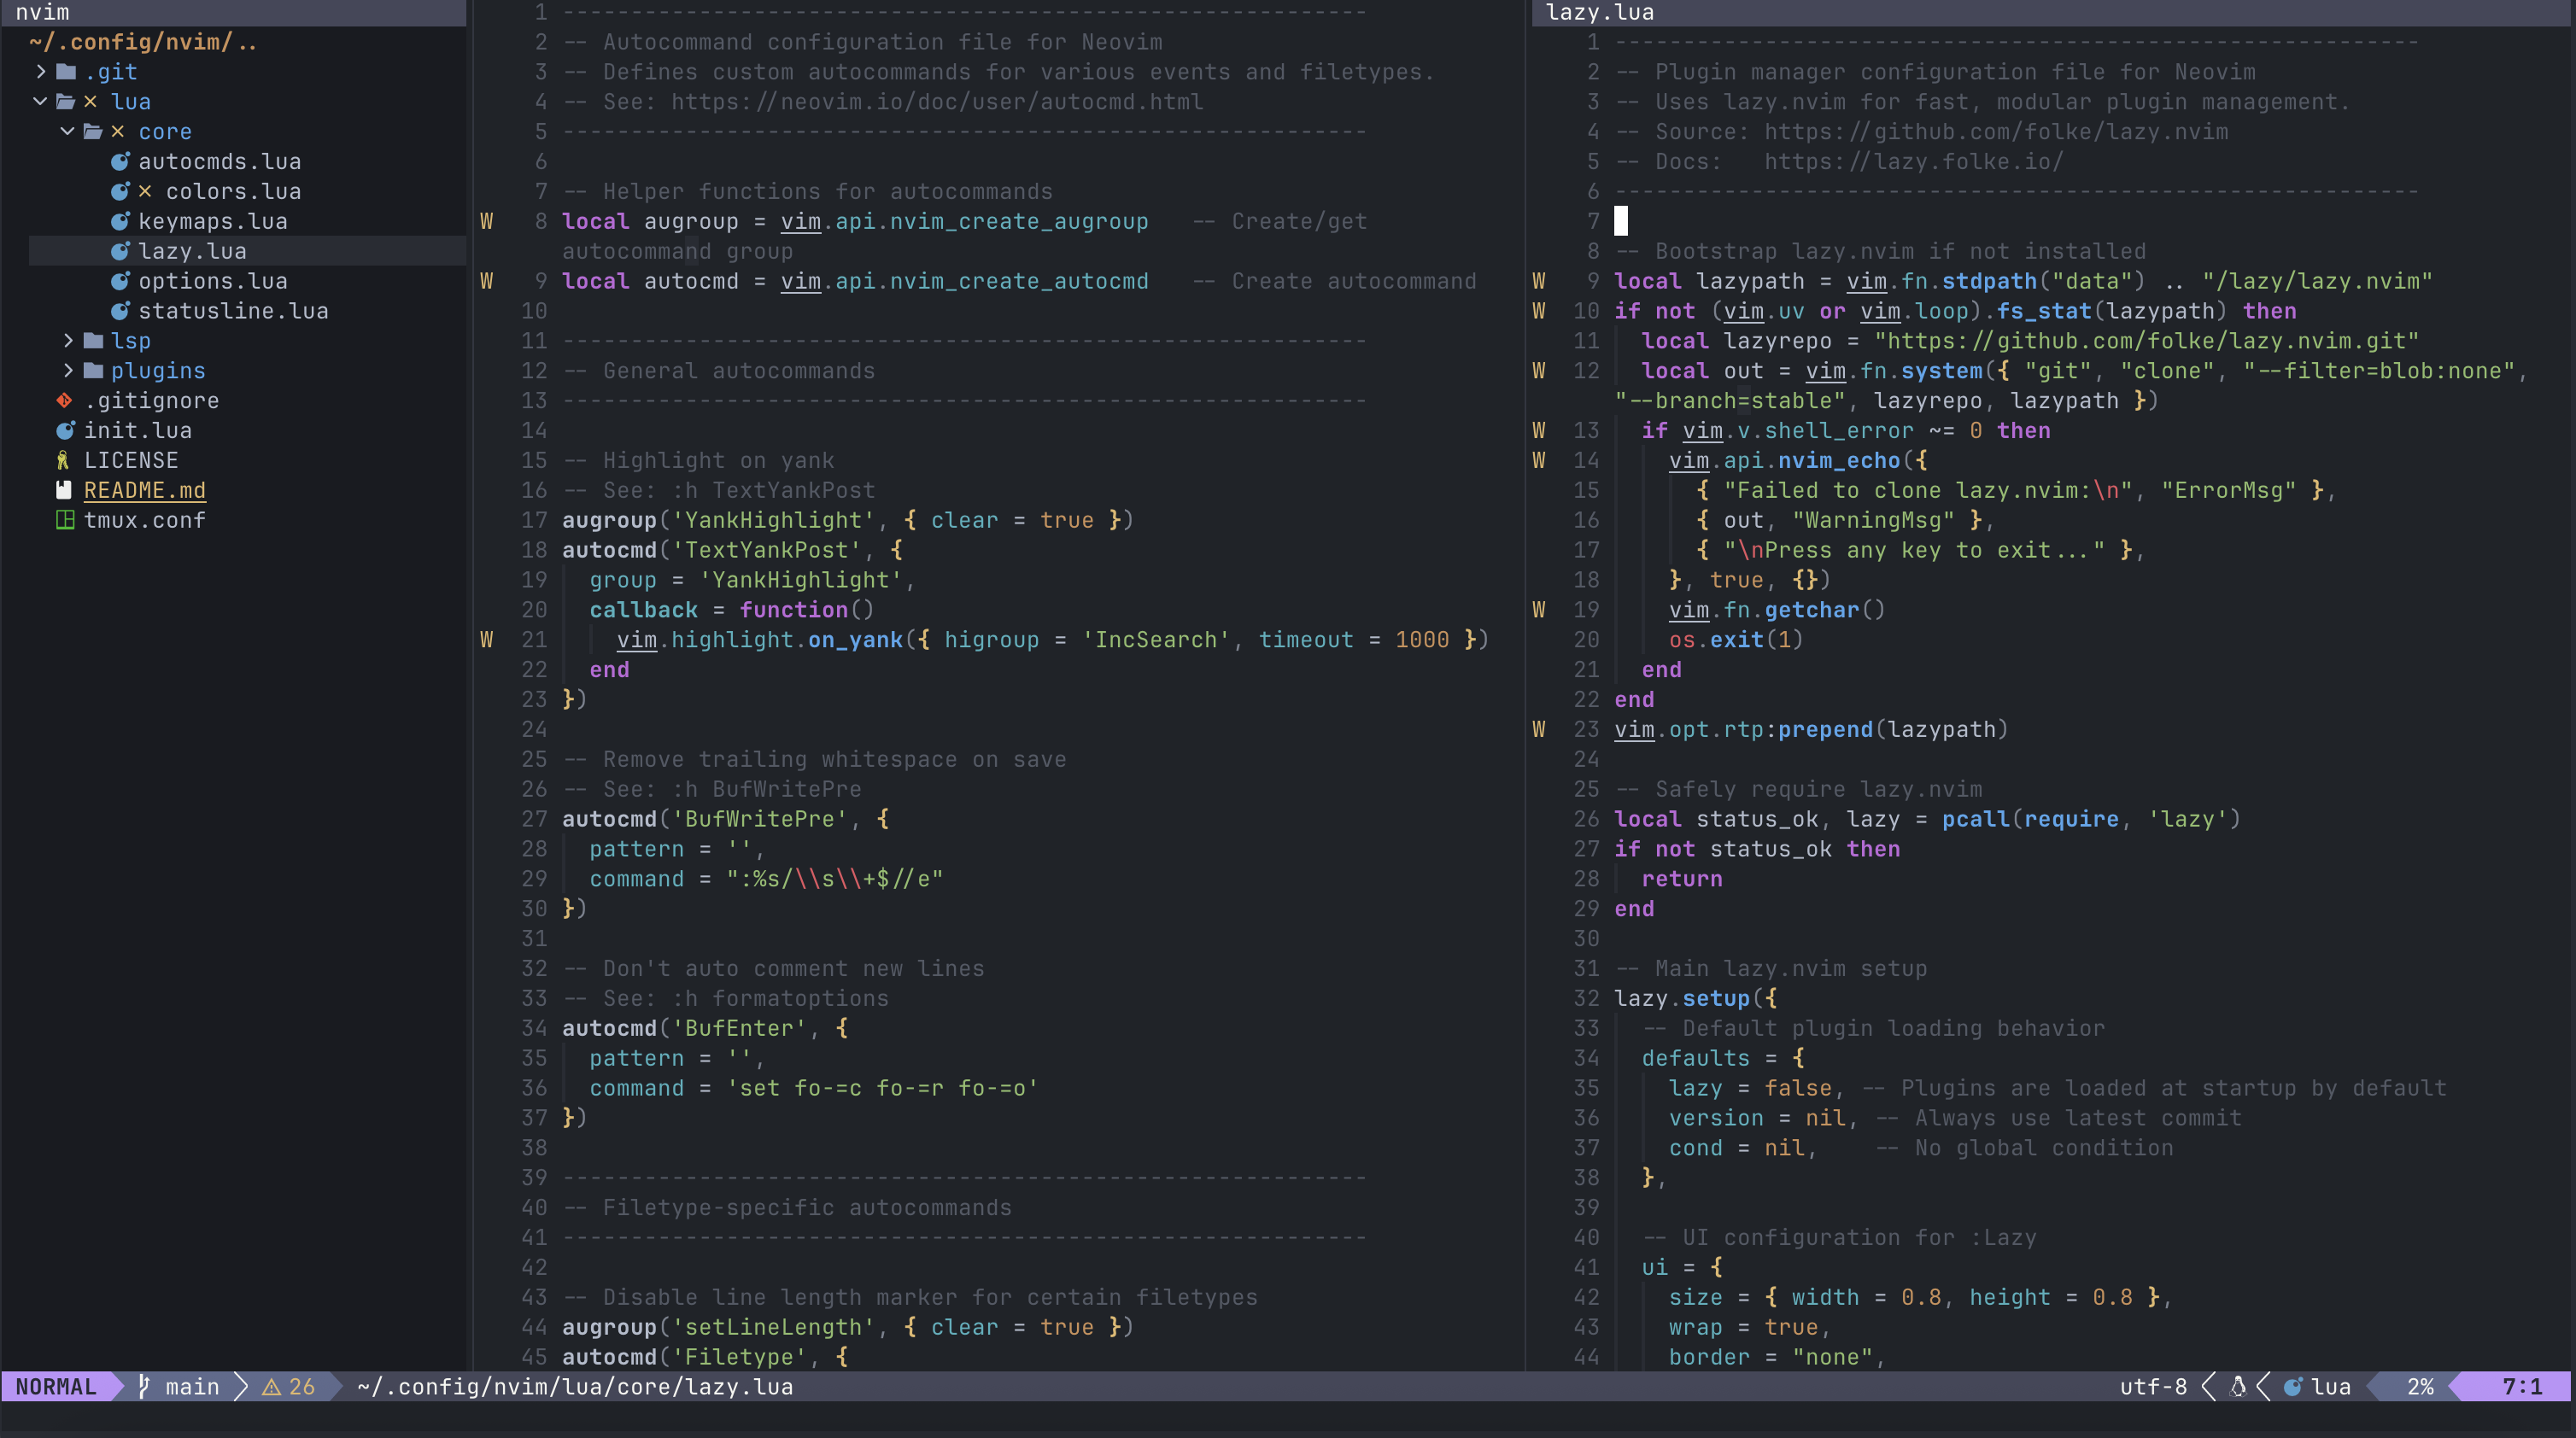 nvim
~/.config/nvim/..
.git
lua
core
autocmds.lua
colors.lua
keymaps.lua
lazy.lua
options.lua
statusline.lua
lsp
plugins
.gitignore
init.lua
LICENSE
README.md
tmux.conf
1 -----------------------------------------------------------
2 -- Autocommand configuration file for Neovim
3 -- Defines custom autocommands for various events and filetypes.
4 -- See: https://neovim.io/doc/user/autocmd.html
5 -----------------------------------------------------------
6
7 -- Helper functions for autocommands
W 8 local augroup = vim.api.nvim_create_augroup   -- Create/get
autocommand group
W 9 local autocmd = vim.api.nvim_create_autocmd   -- Create autocommand
10
11 -----------------------------------------------------------
12 -- General autocommands
13 -----------------------------------------------------------
14
15 -- Highlight on yank
16 -- See: :h TextYankPost
17 augroup('YankHighlight', { clear = true })
18 autocmd('TextYankPost', {
19   group = 'YankHighlight',
20   callback = function()
W 21     vim.highlight.on_yank({ higroup = 'IncSearch', timeout = 1000 })
22   end
23 })
24
25 -- Remove trailing whitespace on save
26 -- See: :h BufWritePre
27 autocmd('BufWritePre', {
28   pattern = '',
29   command = ":%s/\\s\\+$//e"
30 })
31
32 -- Don't auto comment new lines
33 -- See: :h formatoptions
34 autocmd('BufEnter', {
35   pattern = '',
36   command = 'set fo-=c fo-=r fo-=o'
37 })
38
39 -----------------------------------------------------------
40 -- Filetype-specific autocommands
41 -----------------------------------------------------------
42
43 -- Disable line length marker for certain filetypes
44 augroup('setLineLength', { clear = true })
45 autocmd('Filetype', {
lazy.lua
1 -----------------------------------------------------------
2 -- Plugin manager configuration file for Neovim
3 -- Uses lazy.nvim for fast, modular plugin management.
4 -- Source: https://github.com/folke/lazy.nvim
5 -- Docs:   https://lazy.folke.io/
6 -----------------------------------------------------------
7
8 -- Bootstrap lazy.nvim if not installed
W 9 local lazypath = vim.fn.stdpath("data") .. "/lazy/lazy.nvim"
W 10 if not (vim.uv or vim.loop).fs_stat(lazypath) then
11   local lazyrepo = "https://github.com/folke/lazy.nvim.git"
W 12   local out = vim.fn.system({ "git", "clone", "--filter=blob:none",
"--branch=stable", lazyrepo, lazypath })
W 13   if vim.v.shell_error ~= 0 then
W 14     vim.api.nvim_echo({
15       { "Failed to clone lazy.nvim:\n", "ErrorMsg" },
16       { out, "WarningMsg" },
17       { "\nPress any key to exit..." },
18     }, true, {})
W 19     vim.fn.getchar()
20     os.exit(1)
21   end
22 end
W 23 vim.opt.rtp:prepend(lazypath)
24
25 -- Safely require lazy.nvim
26 local status_ok, lazy = pcall(require, 'lazy')
27 if not status_ok then
28   return
29 end
30
31 -- Main lazy.nvim setup
32 lazy.setup({
33   -- Default plugin loading behavior
34   defaults = {
35     lazy = false, -- Plugins are loaded at startup by default
36     version = nil, -- Always use latest commit
37     cond = nil,    -- No global condition
38   },
39
40   -- UI configuration for :Lazy
41   ui = {
42     size = { width = 0.8, height = 0.8 },
43     wrap = true,
44     border = "none",
NORMAL main 26 ~/.config/nvim/lua/core/lazy.lua utf-8 lua 2% 7:1